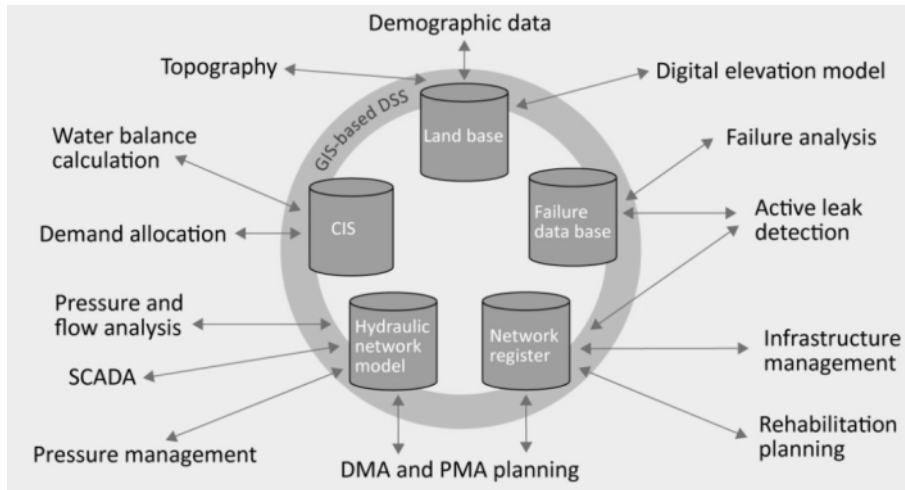 Demographic data
Topography
Digital elevation model
GIS-based DSS
Land base
Water balance
calculation
Failure analysis
CIS
Failure
data base
Demand allocation
Active leak
detection
Pressure and
flow analysis
Hydraulic
network
model
Network
register
Infrastructure
management
SCADA
Pressure management
DMA and PMA planning
Rehabilitation
planning